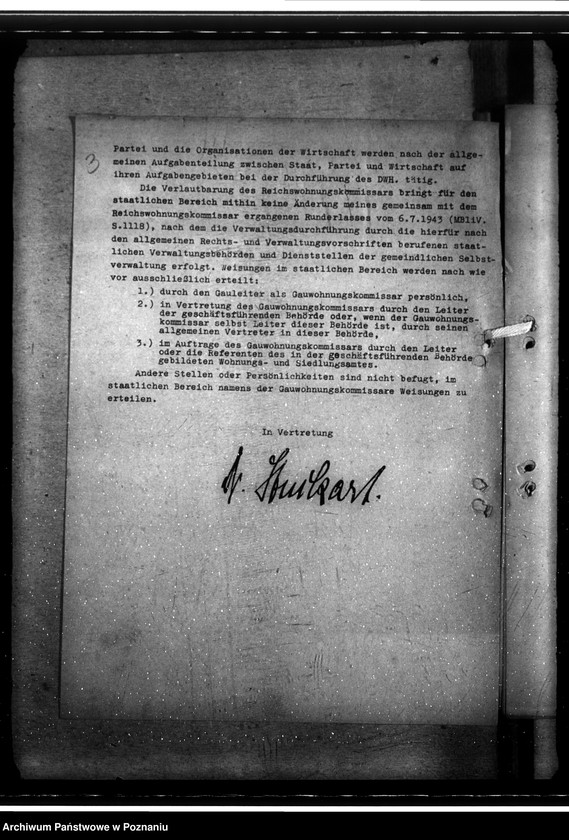 3
Partei und die Organisationen der Wirtschaft werden nach der allge-
meinen Aufgabenteilung zwischen Staat, Partei und Wirtschaft auf
ihren Aufgabengebieten bei der Durchführung des DWH. tätig.
Die Verlautbarung des Reichswohnungskommissars bringt für den
staatlichen Bereich mithin keine Änderung meines gemeinsam mit dem
Reichswohnungskommissar ergangenen Runderlasses vom 6.7.1943 (MBliV.
S.1118), nach dem die Verwaltungsdurchführung durch die hierfür nach
den allgemeinen Rechts- und Verwaltungsvorschriften berufenen staat-
lichen Verwaltungsbehörden und Dienststellen der gemeindlichen Selbst-
verwaltung erfolgt. Weisungen im staatlichen Bereich werden nach wie
vor ausschließlich erteilt:
1.) durch den Gauleiter als Gauwohnungskommissar persönlich,
2.) in Vertretung des Gauwohnungskommissars durch den Leiter
der geschäftsführenden Behörde oder, wenn der Gauwohnungs-
kommissar selbst Leiter dieser Behörde ist, durch seinen
allgemeinen Vertreter in dieser Behörde,
3.) im Auftrage des Gauwohnungskommissars durch den Leiter
oder die Referenten des in der geschäftsführenden Behörde
gebildeten Wohnungs- und Siedlungsamtes.
Andere Stellen oder Persönlichkeiten sind nicht befugt, im
staatlichen Bereich namens der Gauwohnungskommissare Weisungen zu
erteilen.
In Vertretung
Stuckart.
Archiwum Państwowe w Poznaniu